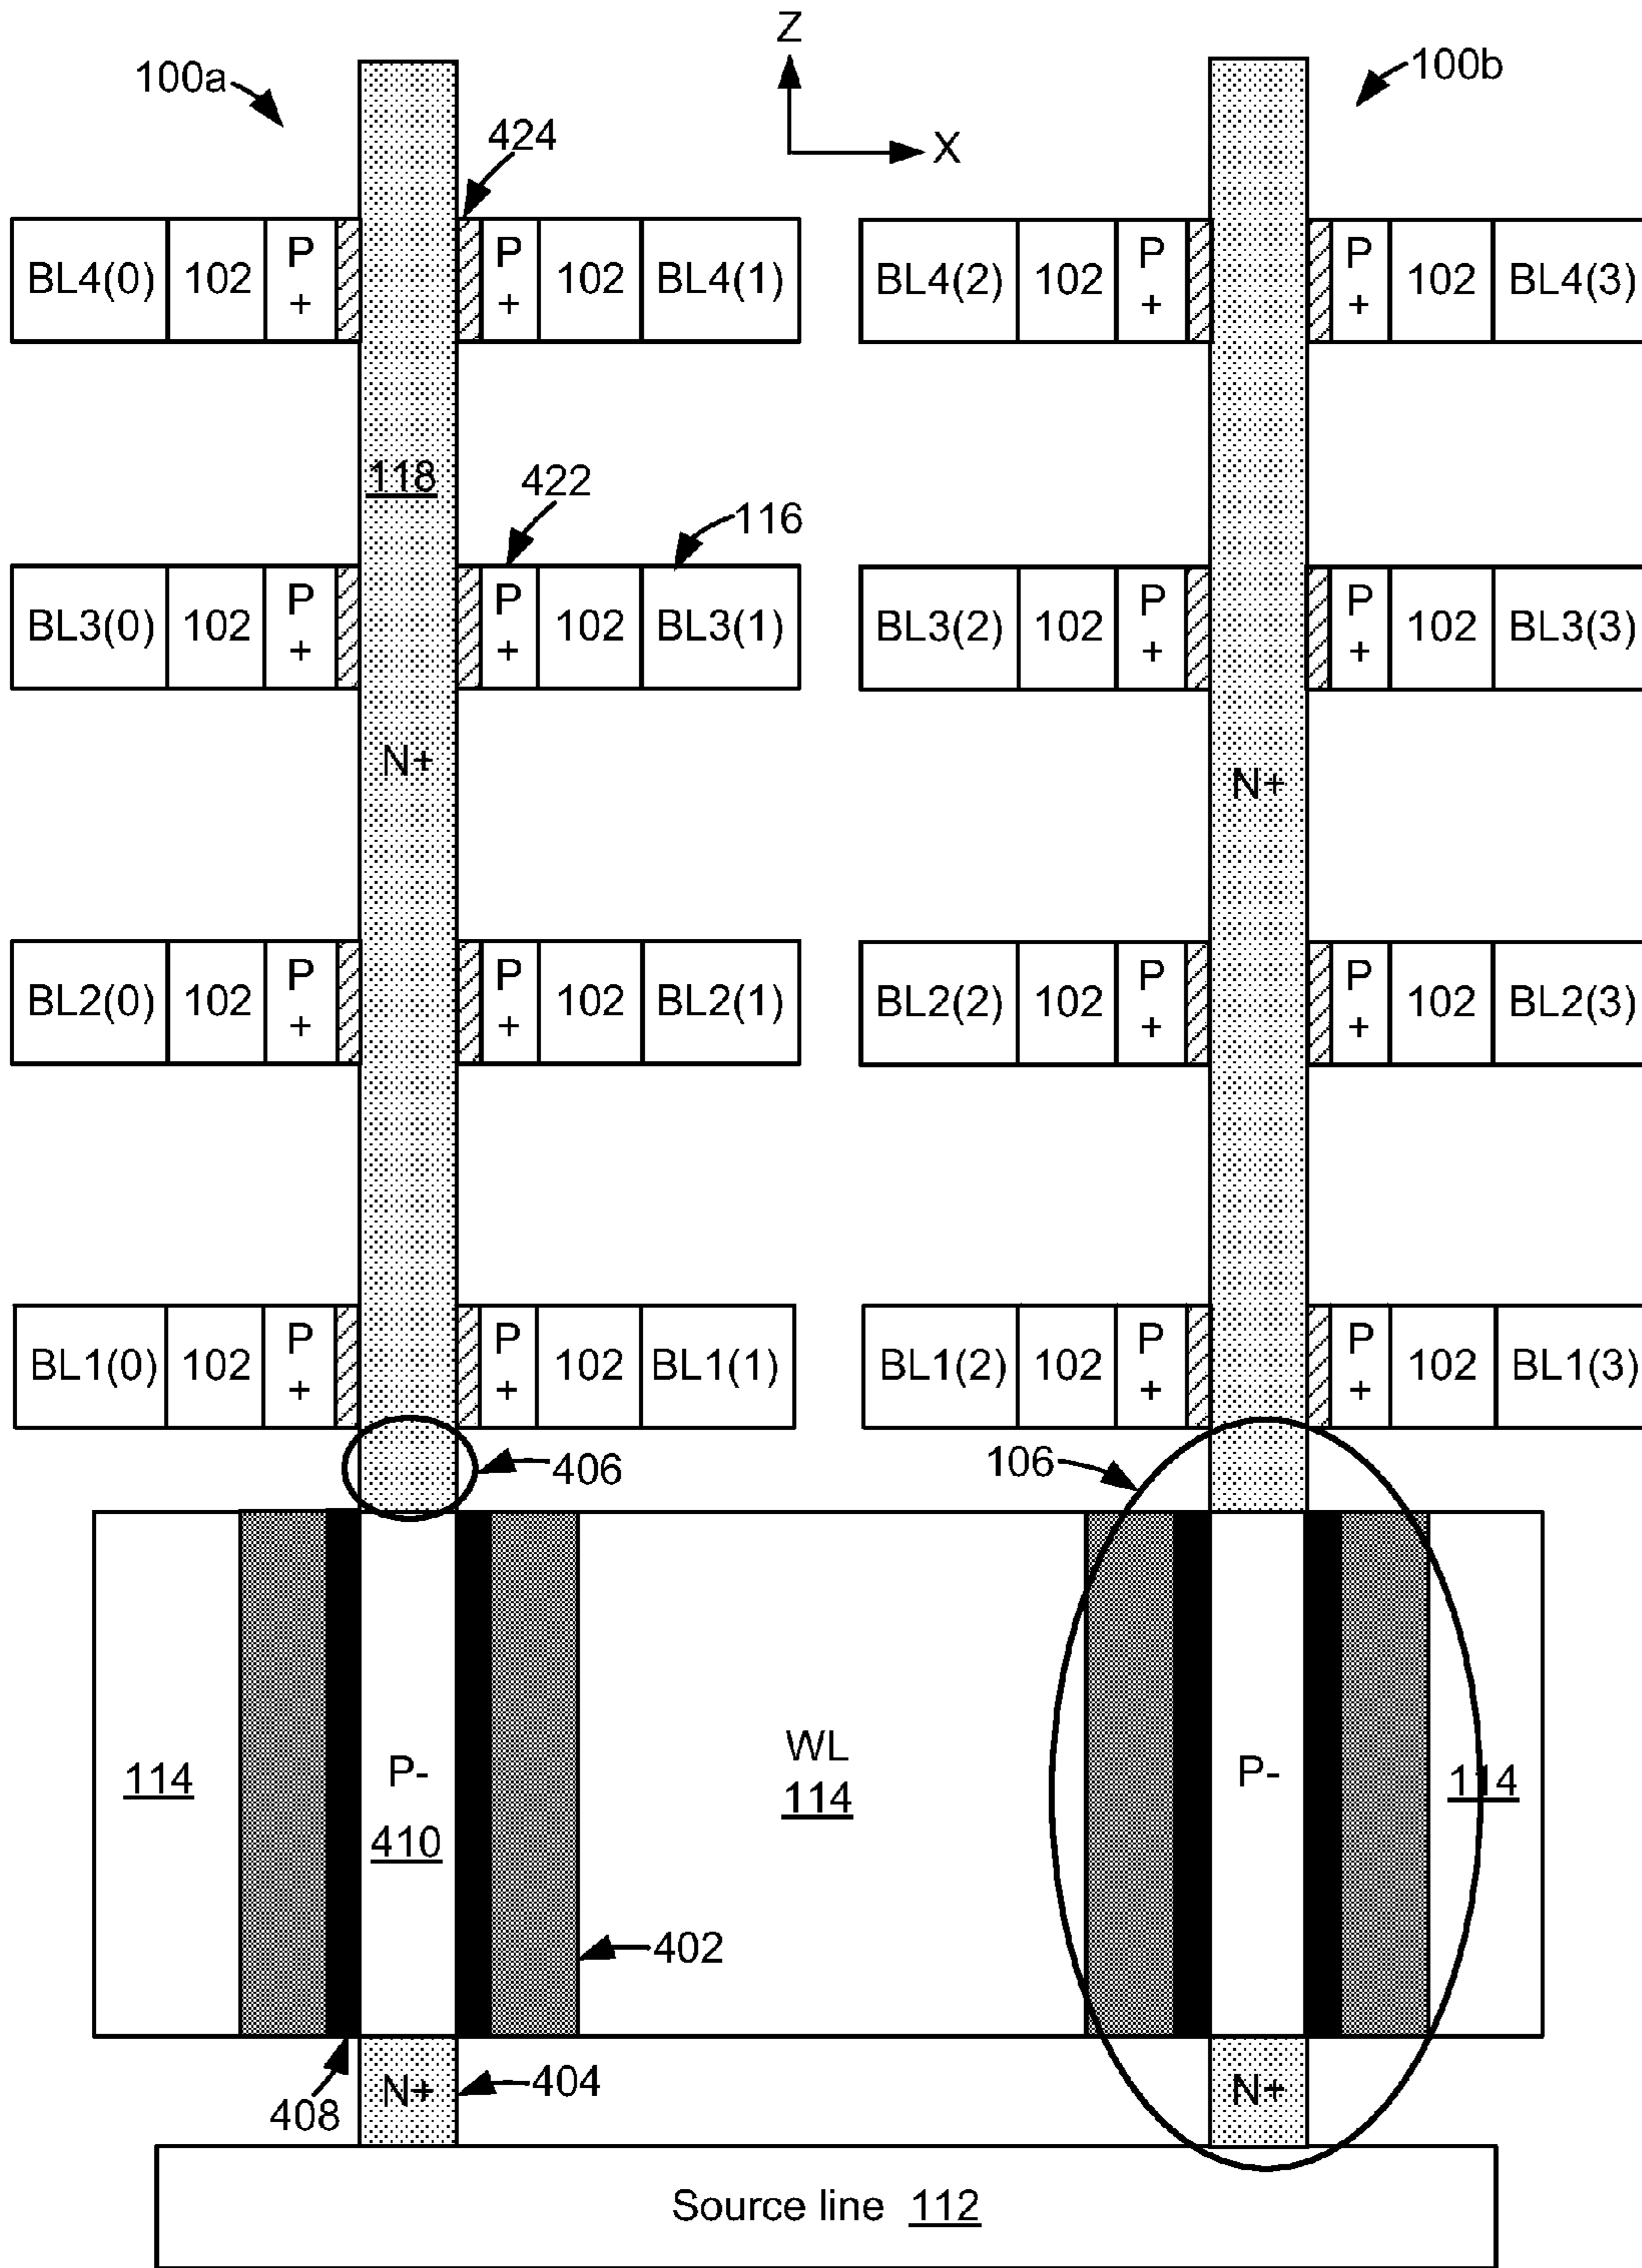 Z
100a
100b
X
424
BL4(0) 102 P + P + 102 BL4(1) BL4(2) 102 P + P + 102 BL4(3)
118
422
116
BL3(0) 102 P + P + 102 BL3(1) BL3(2) 102 P + P + 102 BL3(3)
N+ N+
BL2(0) 102 P + P + 102 BL2(1) BL2(2) 102 P + P + 102 BL2(3)
BL1(0) 102 P + P + 102 BL1(1) BL1(2) 102 P + P + 102 BL1(3)
406
106
WL
114 P- 114 P- 114
410
402
N+ 404 N+
408
Source line 112